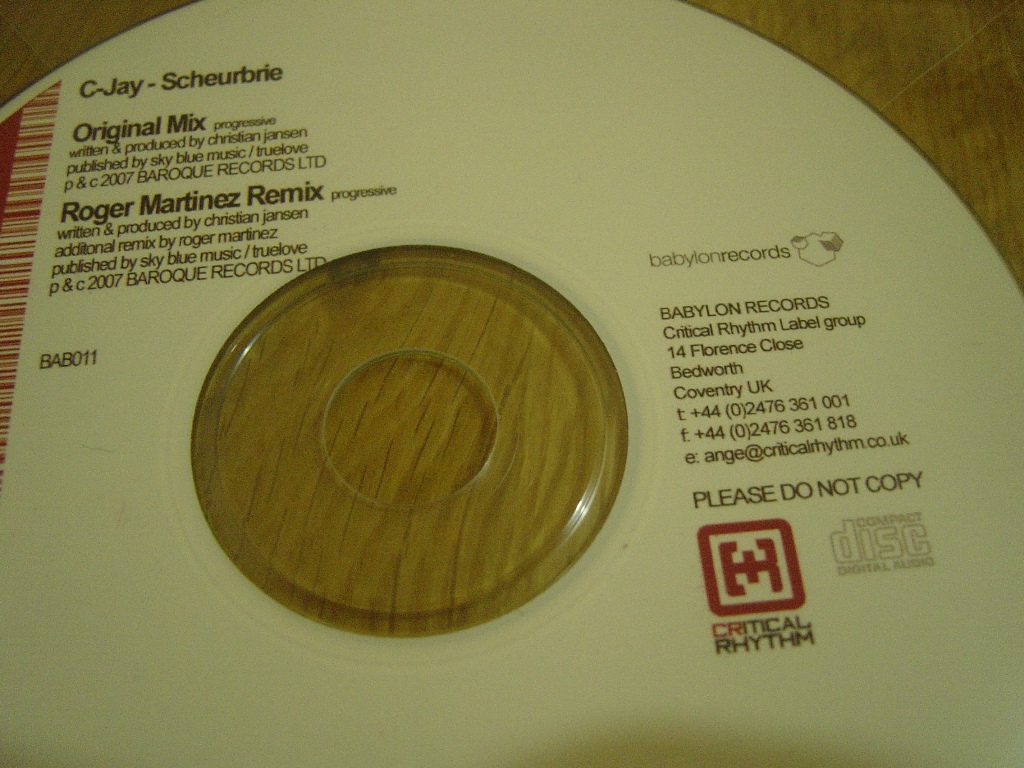 C-Jay - Scheurbrie
Original Mix progressive
written & produced by christian jansen
published by sky blue music / truelove
p & c 2007 BAROQUE RECORDS LTD
Roger Martinez Remix progressive
written & produced by christian jansen
additonal remix by roger martinez
published by sky blue music / truelove
p & c 2007 BAROQUE RECORDS LTD
BAB011
babylonrecords
BABYLON RECORDS
Critical Rhythm Label group
14 Florence Close
Bedworth
Coventry UK
t: +44 (0)2476 361 001
f: +44 (0)2476 361 818
e: ange@criticalrhythm.co.uk
PLEASE DO NOT COPY
COMPACT
disc
DIGITAL AUDIO
CRITICAL
RHYTHM